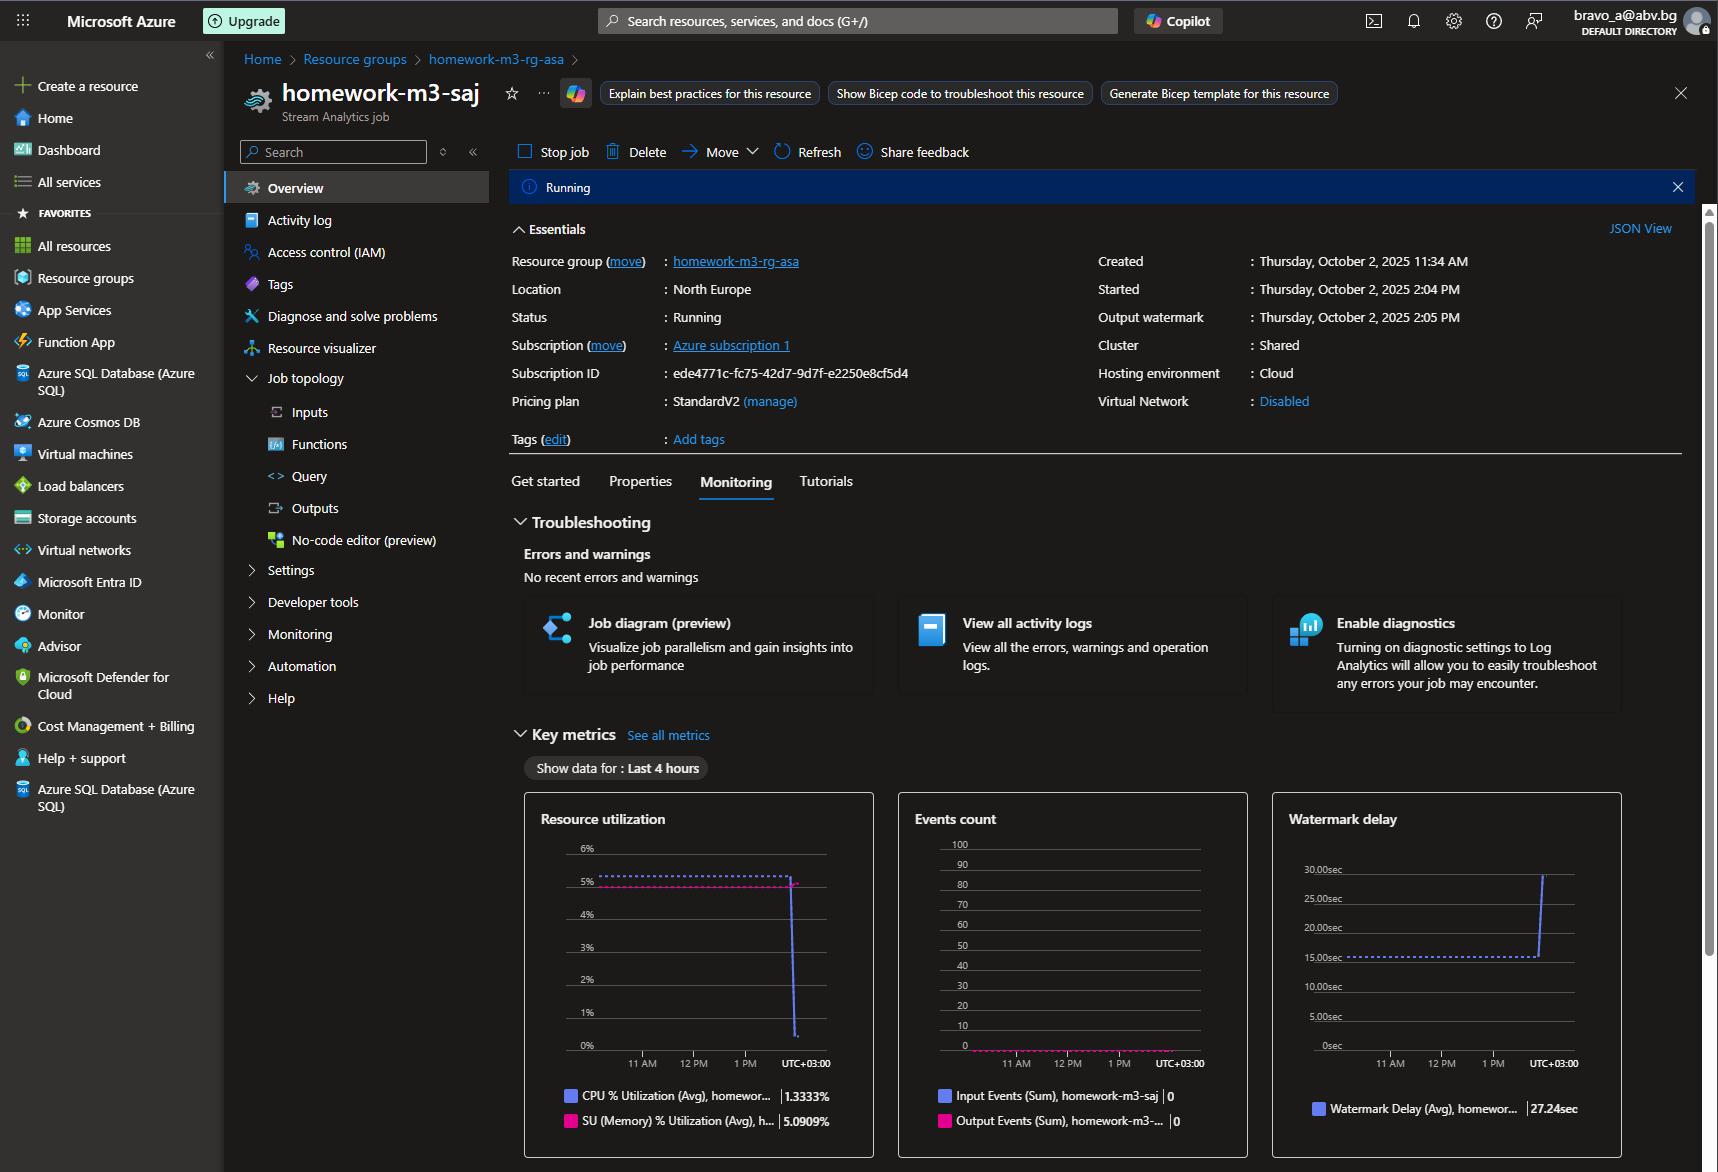 Microsoft Azure
Upgrade
Search resources, services, and docs (G+/)
Copilot
bravo_a@abv.bg
DEFAULT DIRECTORY
Create a resource
Home
Dashboard
All services
FAVORITES
All resources
Resource groups
App Services
Function App
Azure SQL Database (Azure
SQL)
Azure Cosmos DB
Virtual machines
Load balancers
Storage accounts
Virtual networks
Microsoft Entra ID
Monitor
Advisor
Microsoft Defender for
Cloud
Cost Management + Billing
Help + support
Azure SQL Database (Azure
SQL)
Home > Resource groups > homework-m3-rg-asa >
homework-m3-saj
Stream Analytics job
Explain best practices for this resource
Show Bicep code to troubleshoot this resource
Generate Bicep template for this resource
Search
Overview
Activity log
Access control (IAM)
Tags
Diagnose and solve problems
Resource visualizer
Job topology
Inputs
Functions
Query
Outputs
No-code editor (preview)
Settings
Developer tools
Monitoring
Automation
Help
Stop job
Delete
Move
Refresh
Share feedback
Running
Essentials
JSON View
Resource group (move) : homework-m3-rg-asa
Location : North Europe
Status : Running
Subscription (move) : Azure subscription 1
Subscription ID : ede4771c-fc75-42d7-9d7f-e2250e8cf5d4
Pricing plan : StandardV2 (manage)
Created : Thursday, October 2, 2025 11:34 AM
Started : Thursday, October 2, 2025 2:04 PM
Output watermark : Thursday, October 2, 2025 2:05 PM
Cluster : Shared
Hosting environment : Cloud
Virtual Network : Disabled
Tags (edit) : Add tags
Get started
Properties
Monitoring
Tutorials
Troubleshooting
Errors and warnings
No recent errors and warnings
Job diagram (preview)
Visualize job parallelism and gain insights into
job performance
View all activity logs
View all the errors, warnings and operation
logs.
Enable diagnostics
Turning on diagnostic settings to Log
Analytics will allow you to easily troubleshoot
any errors your job may encounter.
Key metrics
See all metrics
Show data for : Last 4 hours
Resource utilization
6%
5%
4%
3%
2%
1%
0%
11 AM 12 PM 1 PM UTC+03:00
CPU % Utilization (Avg), homewor... 1.3333%
SU (Memory) % Utilization (Avg), h... 5.0909%
Events count
100
90
80
70
60
50
40
30
20
10
0
11 AM 12 PM 1 PM UTC+03:00
Input Events (Sum), homework-m3-saj 0
Output Events (Sum), homework-m3-... 0
Watermark delay
30.00sec
25.00sec
20.00sec
15.00sec
10.00sec
5.00sec
0sec
11 AM 12 PM 1 PM UTC+03:00
Watermark Delay (Avg), homewor... 27.24sec